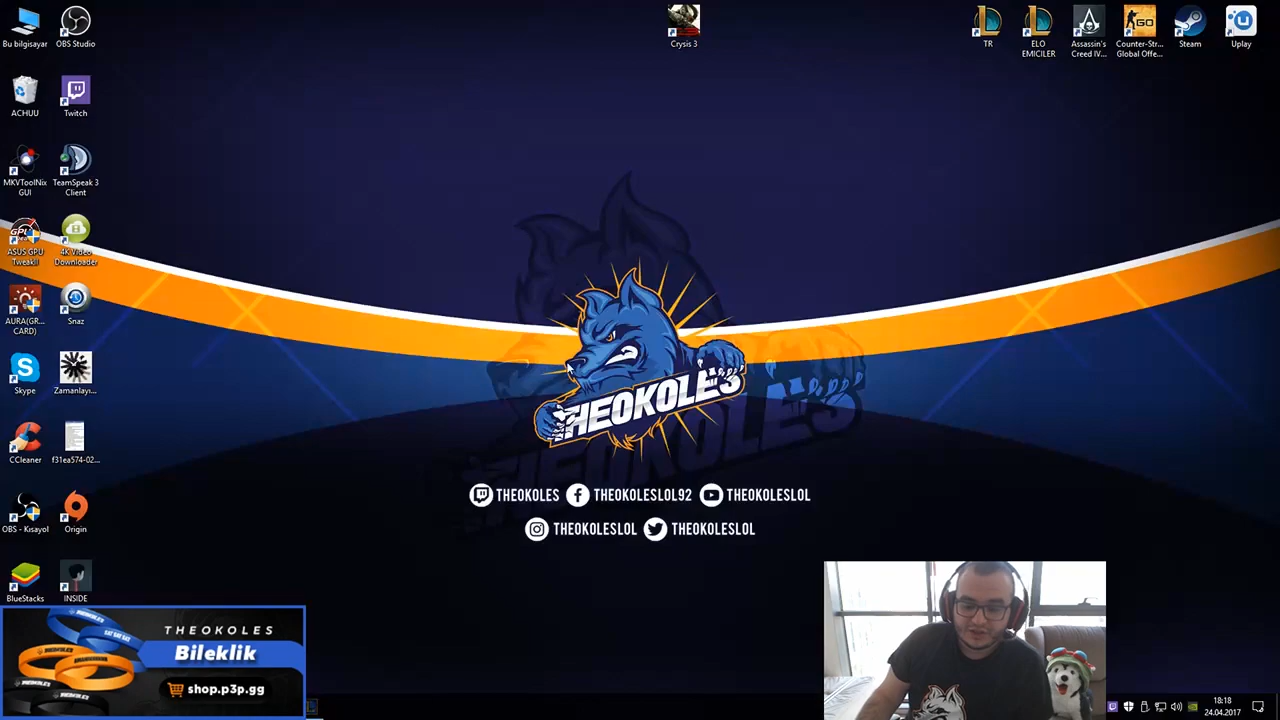 Bu bilgisayar
OBS Studio
Crysis 3
TR
ELO
EMICILER
Assassin's
Creed IV...
GO
Counter-Str...
Global Offe...
Steam
Uplay
ACHUU
Twitch
MKVToolNix
GUI
TeamSpeak 3
Client
ASUS GPU
TweakII
4K Video
Downloader
AURA(GR...
CARD)
Snaz
Skype
Zamanlayı...
CCleaner
f31ea574-02...
OBS - Kısayol
Origin
BlueStacks
INSIDE
THEOKOLES
THEOKOLES
THEOKOLESLOL92
THEOKOLESLOL
THEOKOLESLOL
THEOKOLESLOL
THEOKOLES
Bileklik
shop.p3p.gg
18:18
24.04.2017